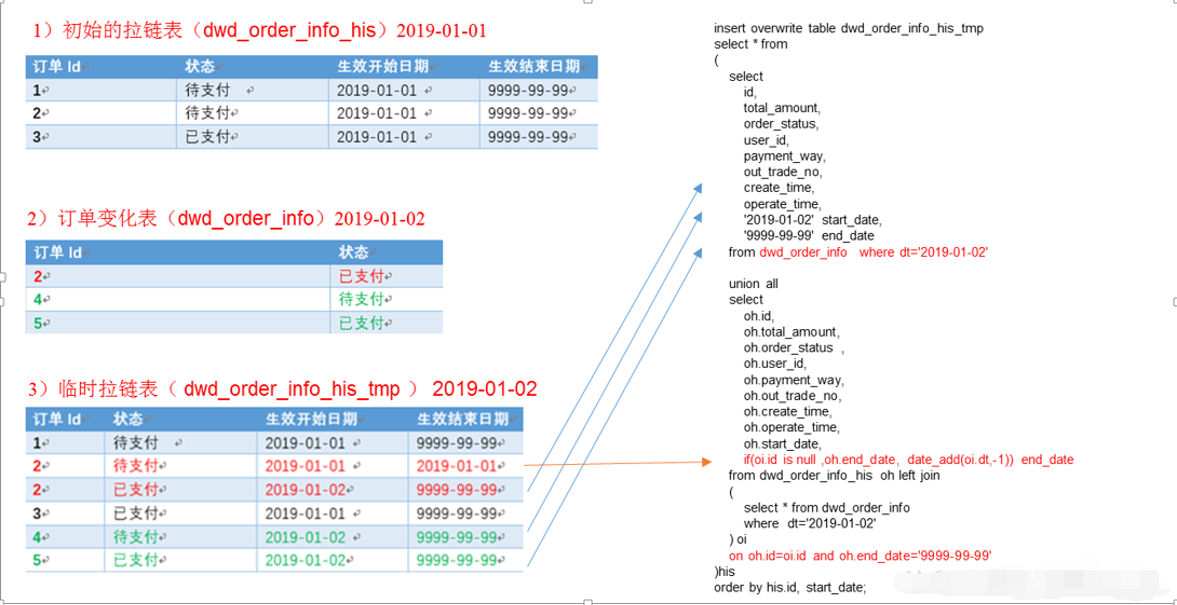 1）初始的拉链表（dwd_order_info_his）2019-01-01
订单 Id 状态 生效开始日期 生效结束日期
1 待支付 2019-01-01 9999-99-99
2 待支付 2019-01-01 9999-99-99
3 已支付 2019-01-01 9999-99-99
2）订单变化表（dwd_order_info）2019-01-02
订单 Id 状态
2 已支付
4 待支付
5 已支付
3）临时拉链表（ dwd_order_info_his_tmp ） 2019-01-02
订单 Id 状态 生效开始日期 生效结束日期
1 待支付 2019-01-01 9999-99-99
2 待支付 2019-01-01 2019-01-01
2 已支付 2019-01-02 9999-99-99
3 已支付 2019-01-01 9999-99-99
4 待支付 2019-01-02 9999-99-99
5 已支付 2019-01-02 9999-99-99
insert overwrite table dwd_order_info_his_tmp
select * from
(
select
id,
total_amount,
order_status,
user_id,
payment_way,
out_trade_no,
create_time,
operate_time,
'2019-01-02' start_date,
'9999-99-99' end_date
from dwd_order_info where dt='2019-01-02'
union all
select
oh.id,
oh.total_amount,
oh.order_status ,
oh.user_id,
oh.payment_way,
oh.out_trade_no,
oh.create_time,
oh.operate_time,
oh.start_date,
if(oi.id is null ,oh.end_date, date_add(oi.dt,-1)) end_date
from dwd_order_info_his oh left join
(
select * from dwd_order_info
where dt='2019-01-02'
) oi
on oh.id=oi.id and oh.end_date='9999-99-99'
)his
order by his.id, start_date;